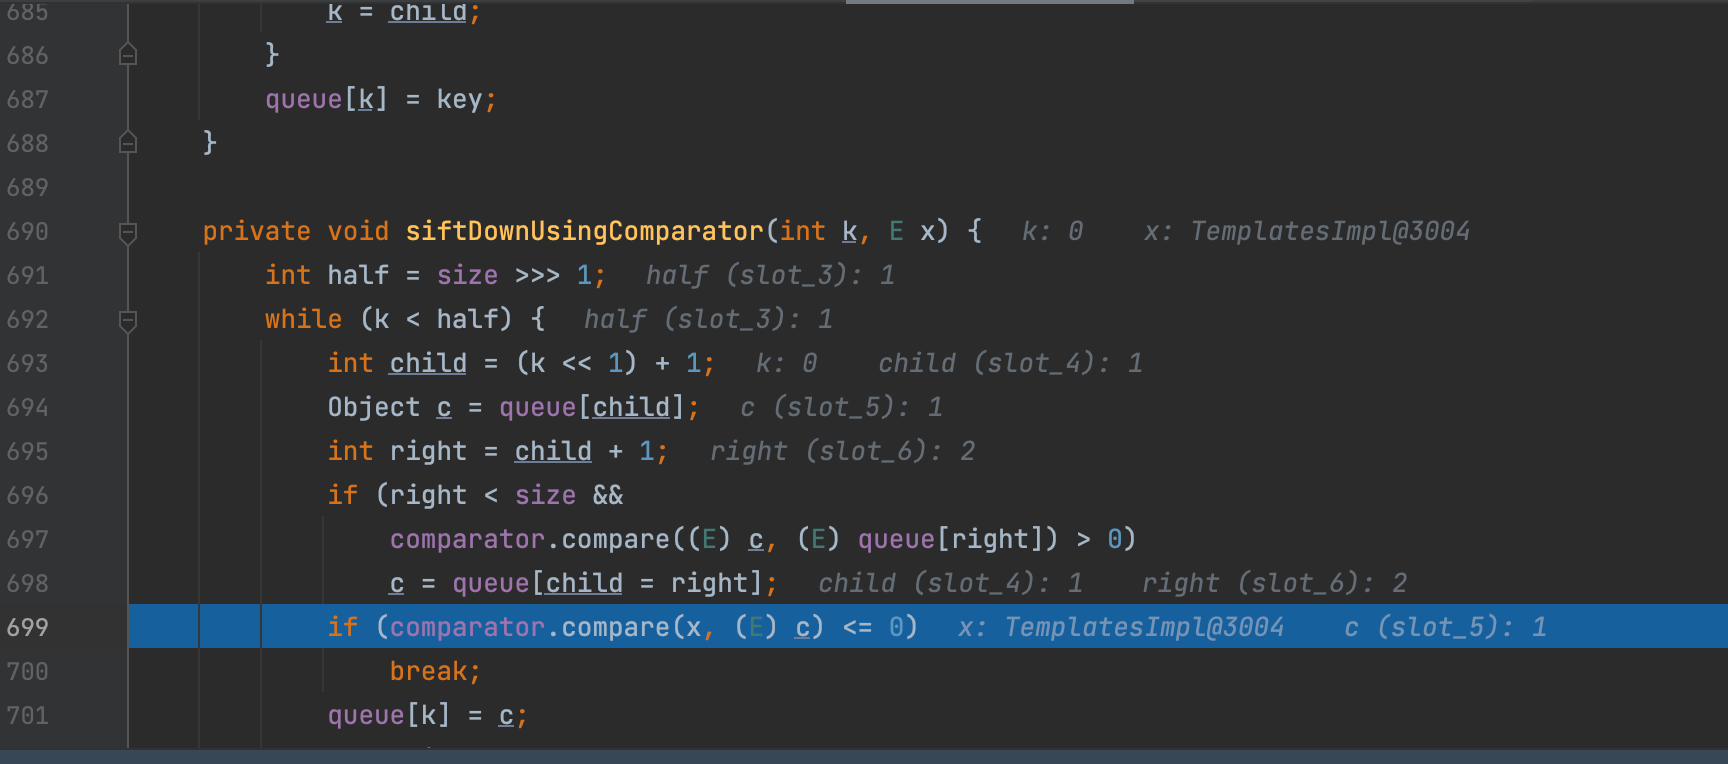 685 k = child;
686 }
687 queue[k] = key;
688 }
689
690 private void siftDownUsingComparator(int k, E x) { k: 0 x: TemplatesImpl@3004
691 int half = size >>> 1; half (slot_3): 1
692 while (k < half) { half (slot_3): 1
693 int child = (k << 1) + 1; k: 0 child (slot_4): 1
694 Object c = queue[child]; c (slot_5): 1
695 int right = child + 1; right (slot_6): 2
696 if (right < size &&
697 comparator.compare((E) c, (E) queue[right]) > 0)
698 c = queue[child = right]; child (slot_4): 1 right (slot_6): 2
699 if (comparator.compare(x, (E) c) <= 0) x: TemplatesImpl@3004 c (slot_5): 1
700 break;
701 queue[k] = c;